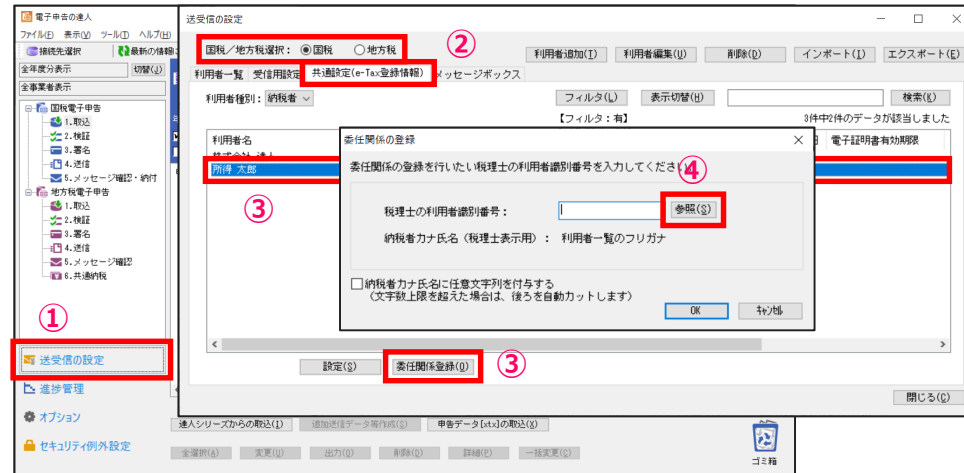 電子申告の達人
ファイル(F) 表示(V) ツール(T) ヘルプ(H)
接続先選択 最新の情報
全年度分表示 切替(J)
全事業者表示
国税電子申告
1.取込
2.検証
3.署名
4.送信
5.メッセージ確認・納付
地方税電子申告
1.取込
2.検証
3.署名
4.送信
5.メッセージ確認
6.共通納税
①
送受信の設定
進捗管理
オプション
セキュリティ例外設定
送受信の設定
国税/地方税選択: 国税 地方税
②
利用者追加(I) 利用者編集(U) 削除(D) インポート(I) エクスポート(E)
利用者一覧 受信用設定 共通設定(e-Tax登録情報) メッセージボックス
利用者種別: 納税者
フィルタ(L) 表示切替(H) 検索(K)
【フィルタ:有】 3件中2件のデータが該当しました
利用者名 電子証明書有効期限
所得 太郎
③
委任関係の登録
委任関係の登録を行いたい税理士の利用者識別番号を入力してください
④
税理士の利用者識別番号: 参照(S)
納税者カナ氏名(税理士表示用): 利用者一覧のフリガナ
納税者カナ氏名に任意文字列を付与する
(文字数上限を超えた場合は、後ろを自動カットします)
OK キャンセル
設定(S) 委任関係登録(O)
③
閉じる(C)
達人シリーズからの取込(I) 追加送信データ等作成(S) 申告データ[xtx]の取込(X)
全選択(A) 変更(U) 出力(O) 削除(D) 詳細(P) 一括変更(C)
ゴミ箱